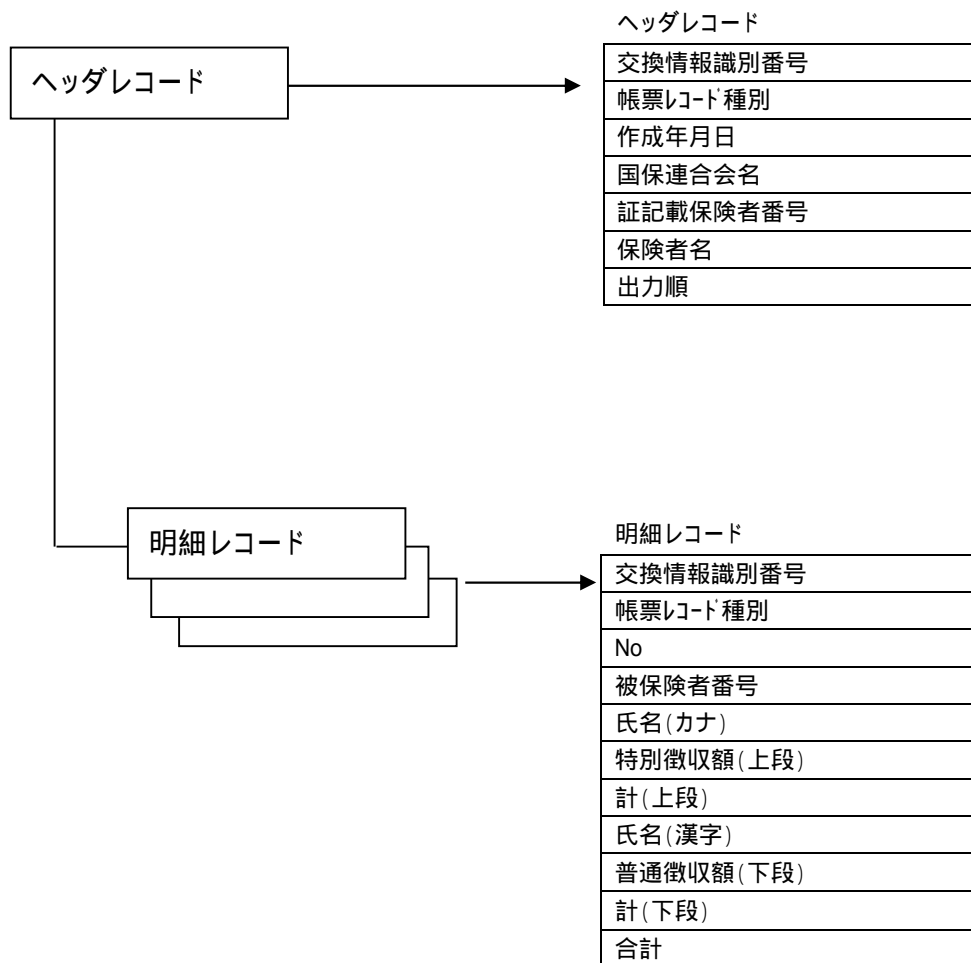 ヘッダレコード
ヘッダレコード
交換情報識別番号
帳票ﾚｺｰﾄﾞ種別
作成年月日
国保連合会名
証記載保険者番号
保険者名
出力順
明細レコード
明細レコード
交換情報識別番号
帳票ﾚｺｰﾄﾞ種別
No
被保険者番号
氏名(カナ)
特別徴収額(上段)
計(上段)
氏名(漢字)
普通徴収額(下段)
計(下段)
合計